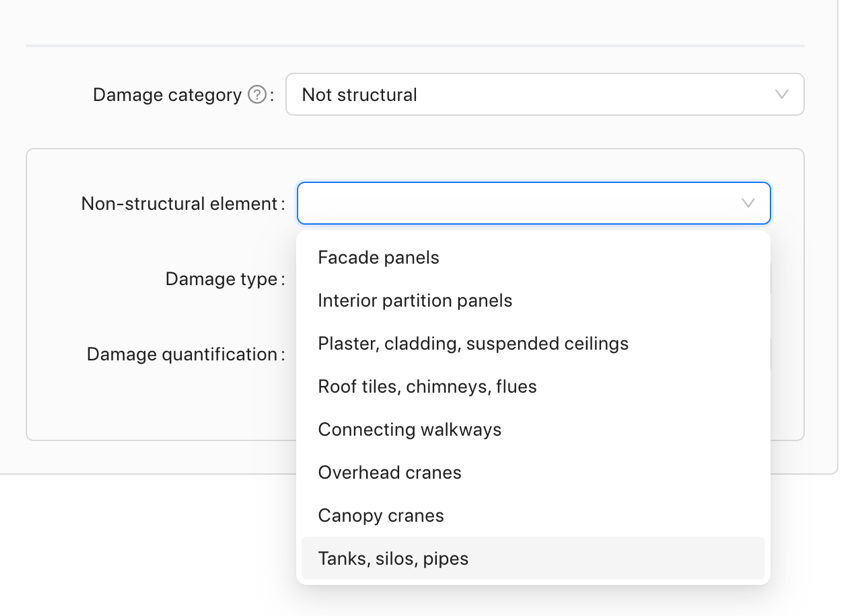 Damage category ? :
Not structural
Non-structural element :
Facade panels
Damage type :
Interior partition panels
Plaster, cladding, suspended ceilings
Damage quantification :
Roof tiles, chimneys, flues
Connecting walkways
Overhead cranes
Canopy cranes
Tanks, silos, pipes